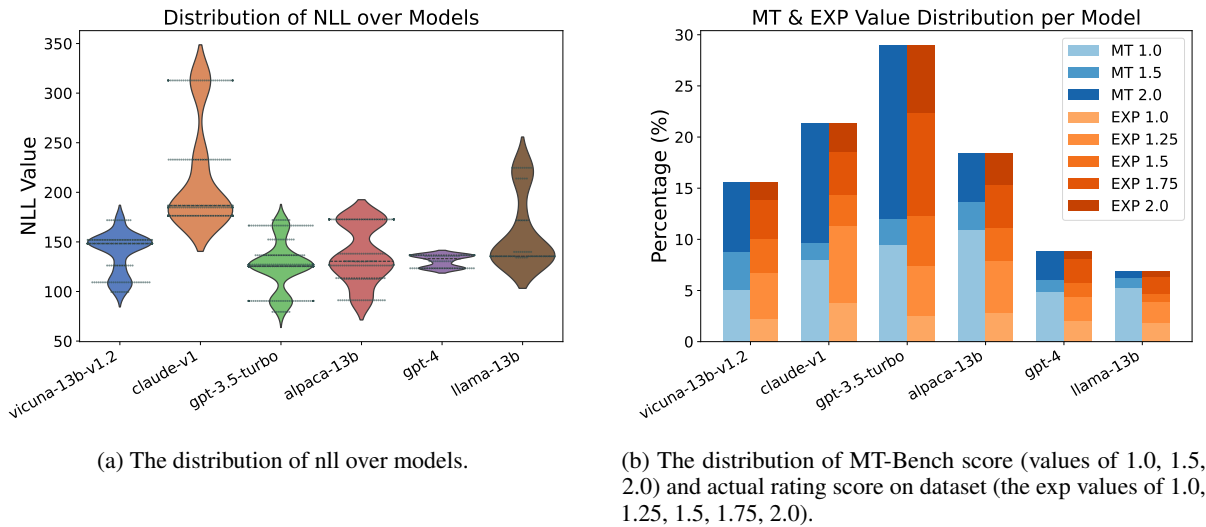 Distribution of NLL over Models
NLL Value
350
300
250
200
150
100
50
vicuna-13b-v1.2
claude-v1
gpt-3.5-turbo
alpaca-13b
gpt-4
llama-13b
(a) The distribution of nll over models.
MT & EXP Value Distribution per Model
Percentage (%)
30
25
20
15
10
5
0
MT 1.0
MT 1.5
MT 2.0
EXP 1.0
EXP 1.25
EXP 1.5
EXP 1.75
EXP 2.0
vicuna-13b-v1.2
claude-v1
gpt-3.5-turbo
alpaca-13b
gpt-4
llama-13b
(b) The distribution of MT-Bench score (values of 1.0, 1.5,
2.0) and actual rating score on dataset (the exp values of 1.0,
1.25, 1.5, 1.75, 2.0).